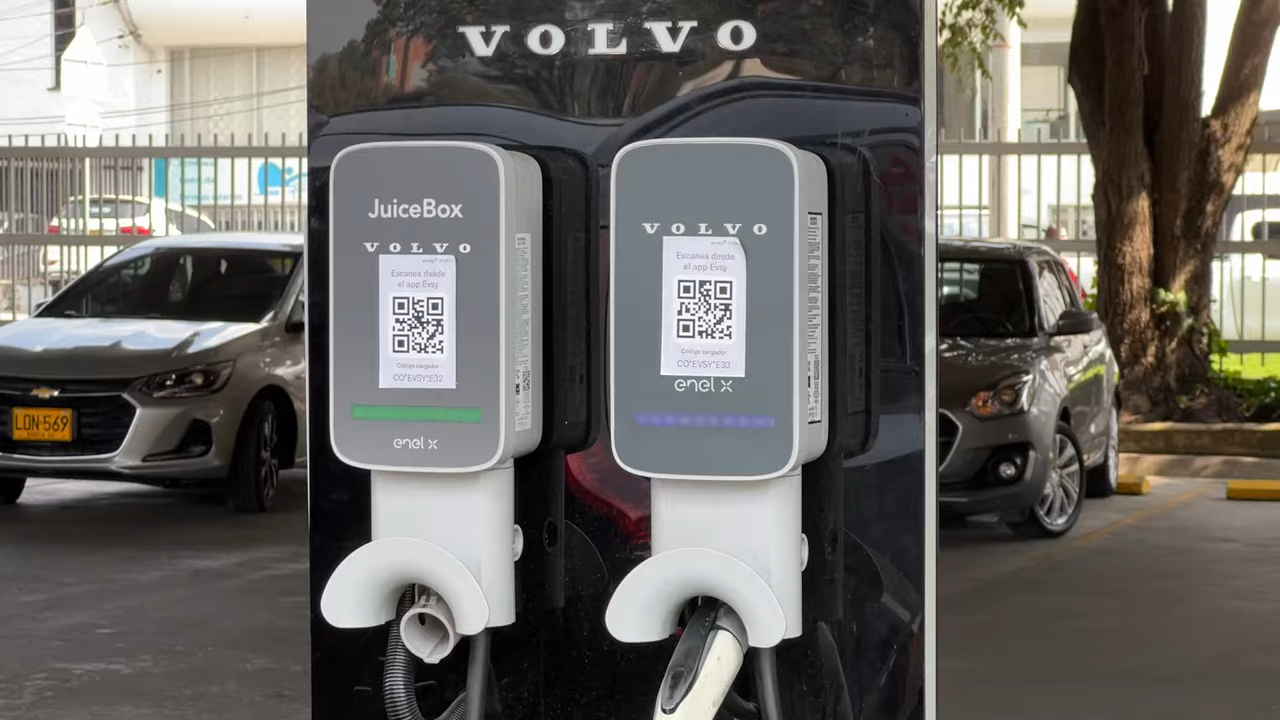 VOLVO
JuiceBox
VOLVO
Escanea desde
el app Evsy
Código cargador
CO*EVSY*E32
enel x
VOLVO
Escanea desde
el app Evsy
Código cargador
CO*EVSY*E33
enel x
LON-569